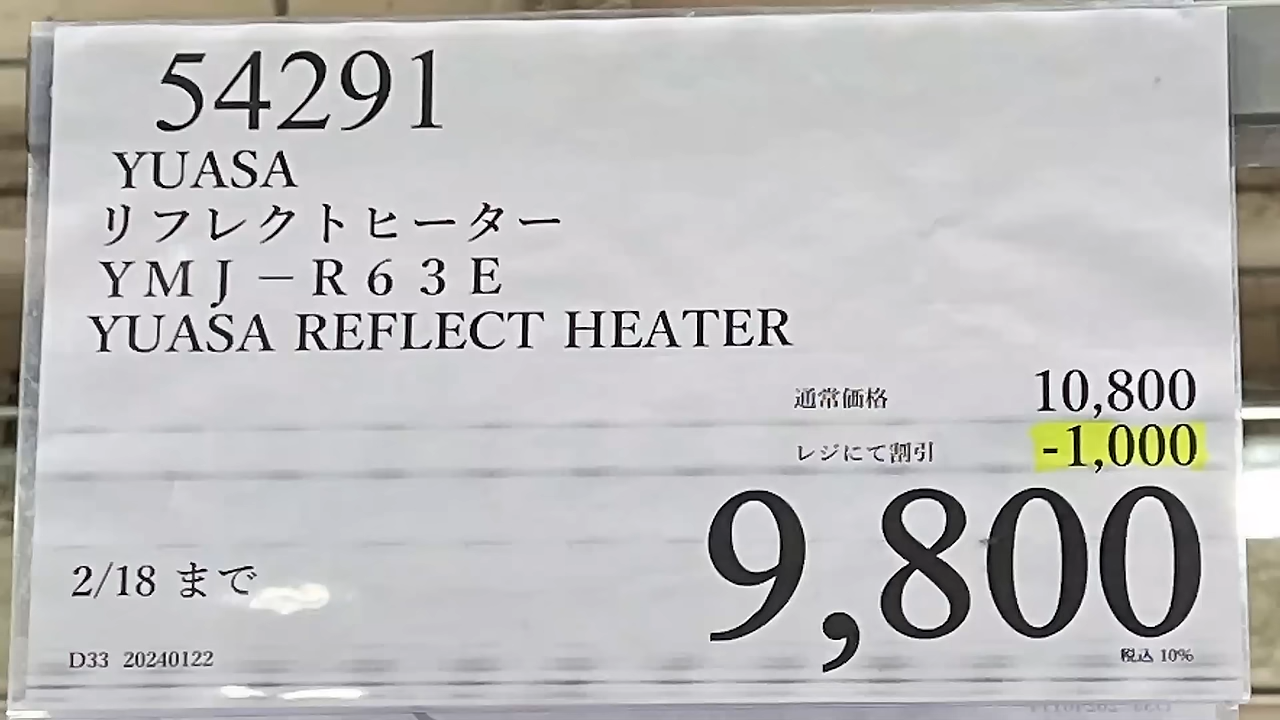 54291
YUASA
リフレクトヒーター
ＹＭＪ－Ｒ６３Ｅ
YUASA REFLECT HEATER
通常価格 10,800
レジにて割引 -1,000
9,800
2/18 まで
税込 10%
D33 20240122